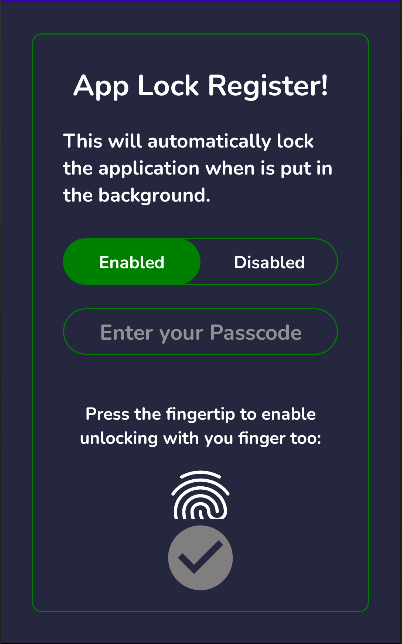 App Lock Register!
This will automatically lock
the application when is put in
the background.
Enabled
Disabled
Enter your Passcode
Press the fingertip to enable
unlocking with you finger too: